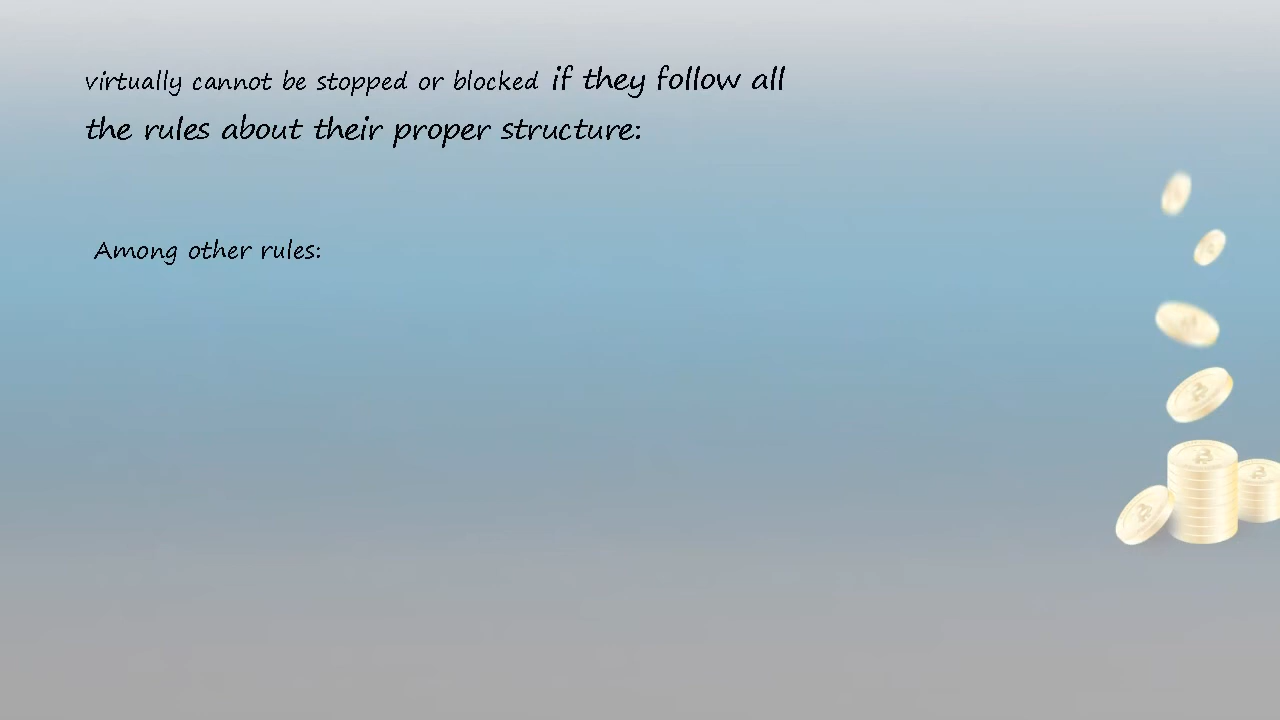 virtually cannot be stopped or blocked if they follow all
the rules about their proper structure:
Among other rules: